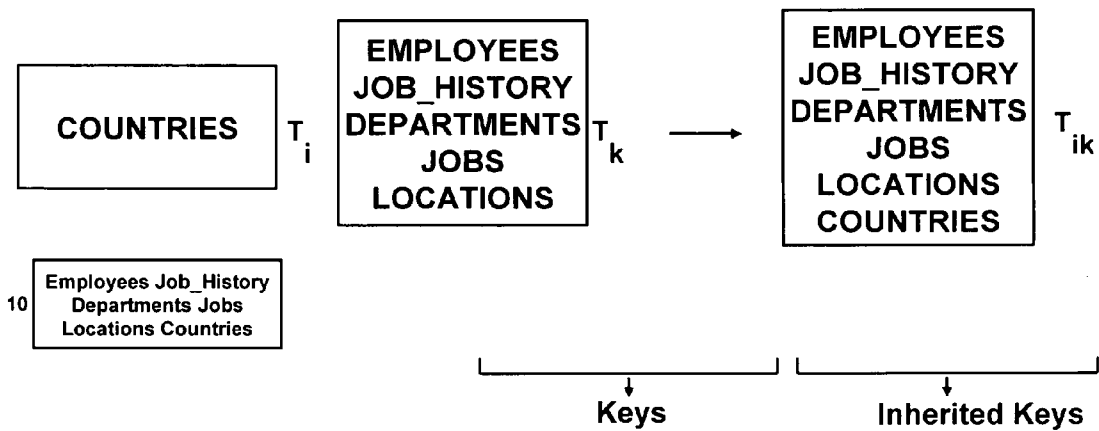 COUNTRIES
T i
EMPLOYEES
JOB_HISTORY
DEPARTMENTS
JOBS
LOCATIONS
T k
EMPLOYEES
JOB_HISTORY
DEPARTMENTS
JOBS
LOCATIONS
COUNTRIES
T ik
10
Employees Job_History
Departments Jobs
Locations Countries
Keys
Inherited Keys